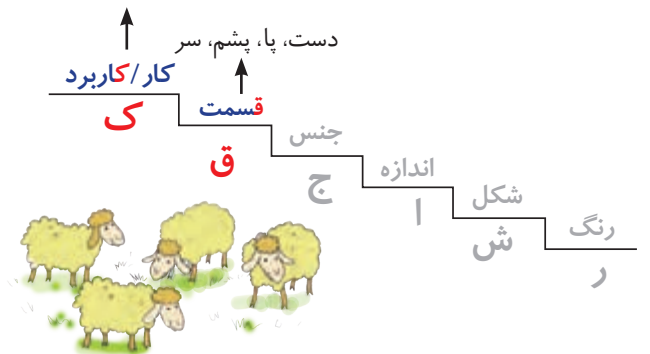 دست، پا، پشم، سر
کار/کاربرد
ک
قسمت
ق
جنس
ج
اندازه
ا
شکل
ش
رنگ
ر